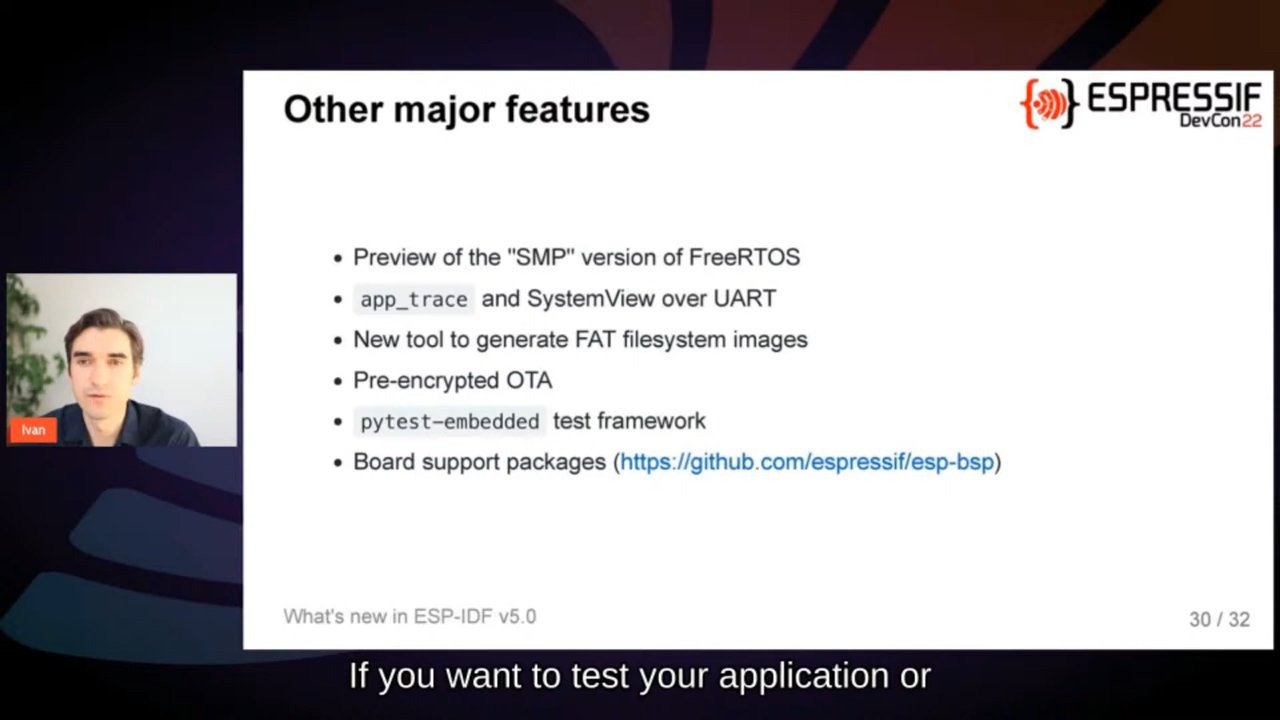 Other major features
ESPRESSIF
DevCon22
• Preview of the "SMP" version of FreeRTOS
• app_trace and SystemView over UART
• New tool to generate FAT filesystem images
• Pre-encrypted OTA
• pytest-embedded test framework
• Board support packages (https://github.com/espressif/esp-bsp)
Ivan
What's new in ESP-IDF v5.0
30 / 32
If you want to test your application or